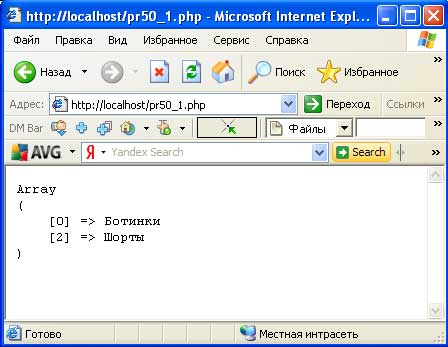 http://localhost/pr50_1.php - Microsoft Internet Expl...
Файл Правка Вид Избранное Сервис Справка
Назад Поиск Избранное
Адрес: http://localhost/pr50_1.php Переход Ссылки
DM Bar Файлы
AVG Я Yandex Search Search
Array
(
[0] => Ботинки
[2] => Шорты
)
Готово Местная интрасеть